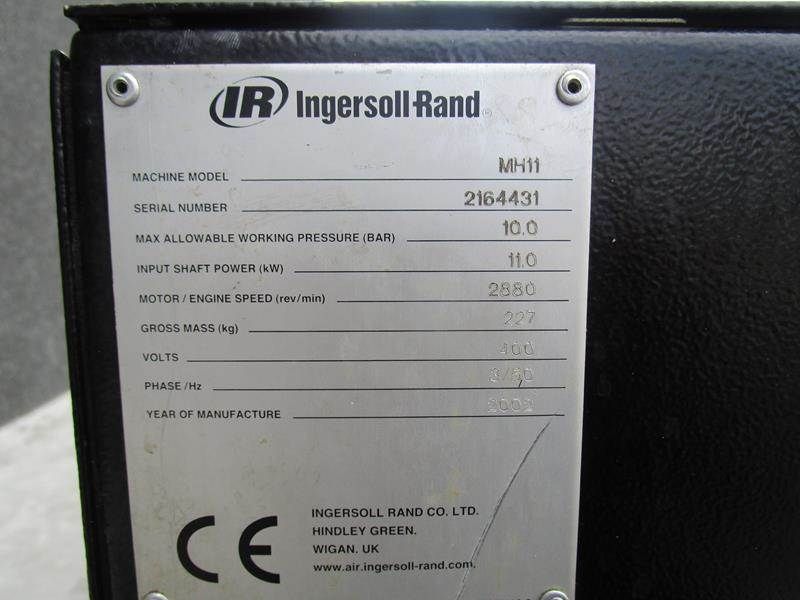 IR Ingersoll-Rand®
MACHINE MODEL MH11
SERIAL NUMBER 2164431
MAX ALLOWABLE WORKING PRESSURE (BAR) 10.0
INPUT SHAFT POWER (kW) 11.0
MOTOR / ENGINE SPEED (rev/min) 2880
GROSS MASS (kg) 227
VOLTS 400
PHASE /Hz 3/50
YEAR OF MANUFACTURE 2002
CE
INGERSOLL RAND CO. LTD.
HINDLEY GREEN.
WIGAN. UK
www.air.ingersoll-rand.com.